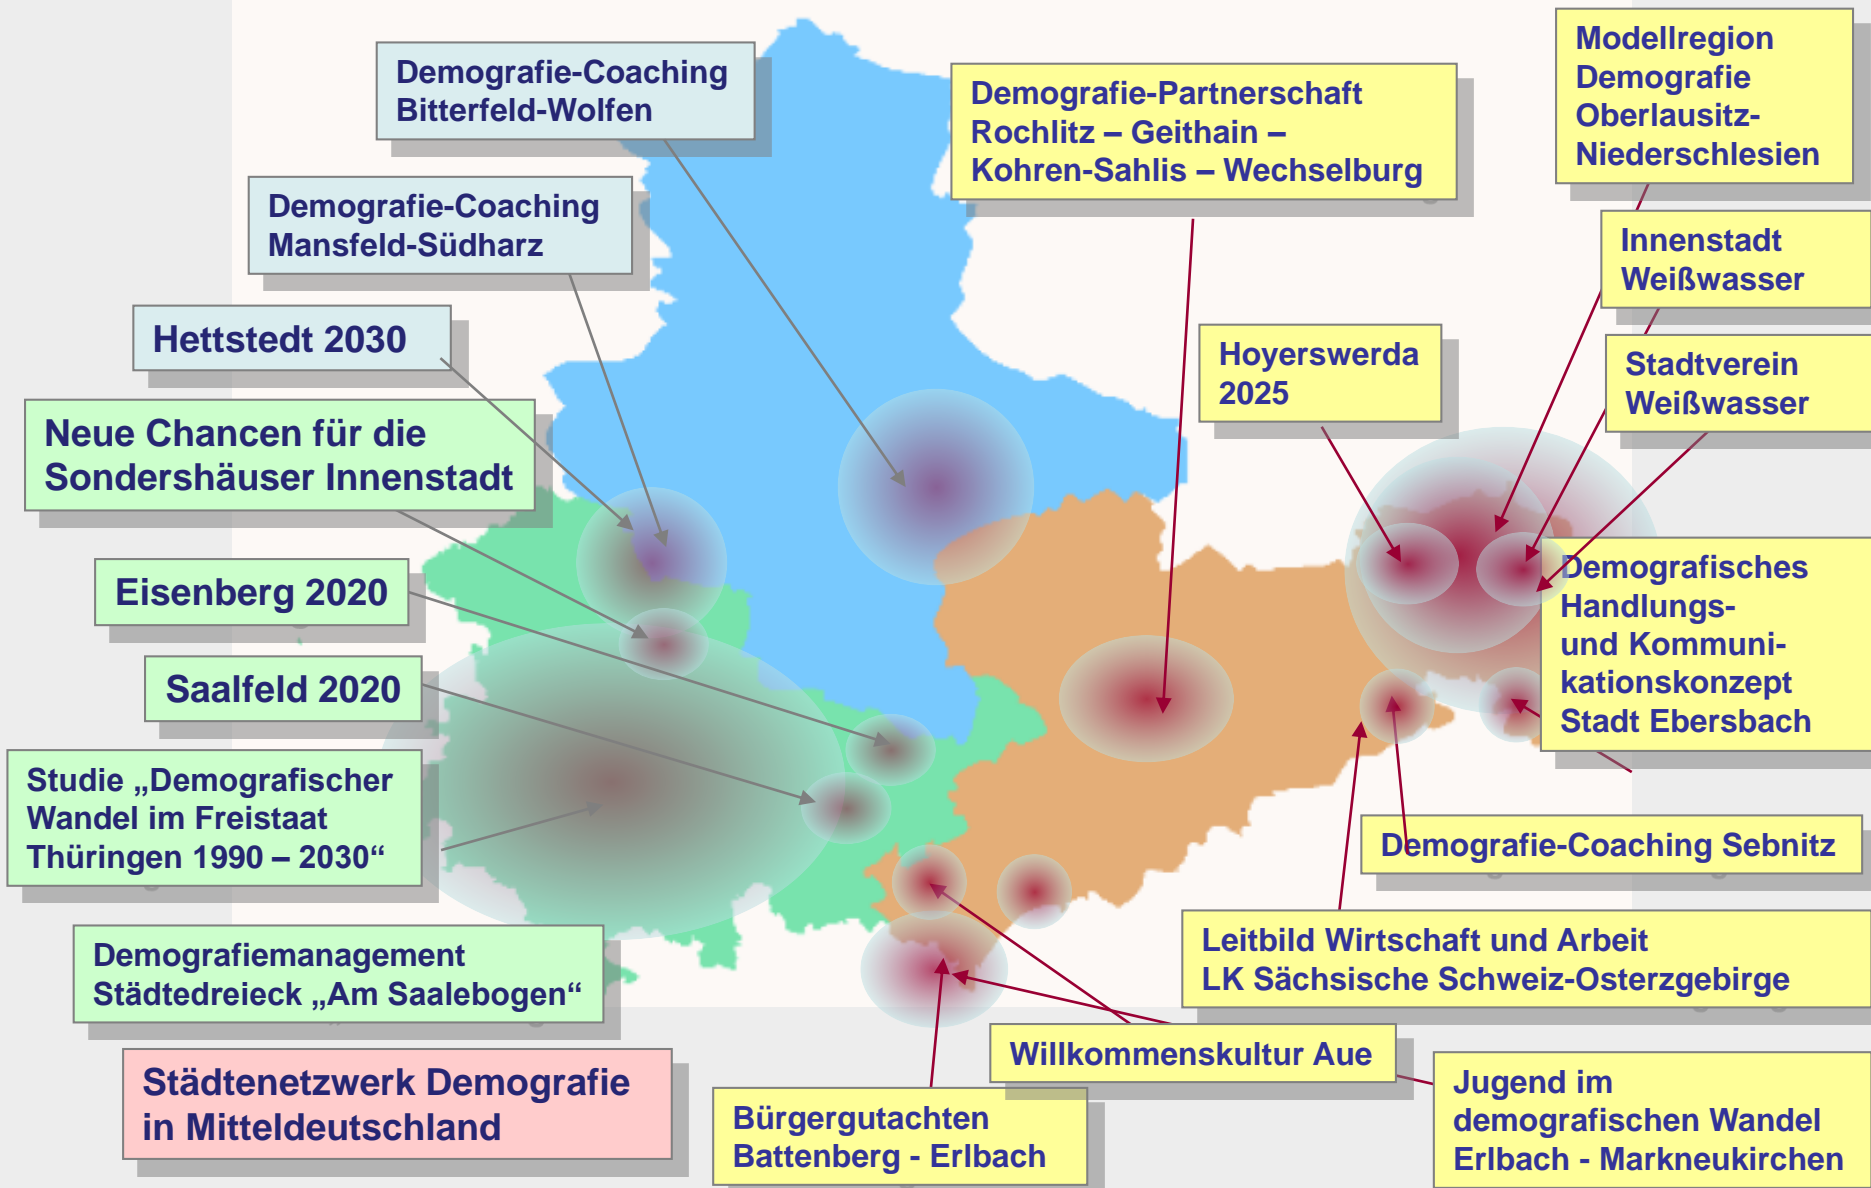 Demografie-Coaching
Bitterfeld-Wolfen
Demografie-Partnerschaft
Rochlitz – Geithain –
Kohren-Sahlis – Wechselburg
Modellregion
Demografie
Oberlausitz-
Niederschlesien
Demografie-Coaching
Mansfeld-Südharz
Innenstadt
Weißwasser
Hettstedt 2030
Hoyerswerda
2025
Stadtverein
Weißwasser
Neue Chancen für die
Sondershäuser Innenstadt
Eisenberg 2020
Demografisches
Handlungs-
und Kommuni-
kationskonzept
Stadt Ebersbach
Saalfeld 2020
Studie „Demografischer
Wandel im Freistaat
Thüringen 1990 – 2030“
Demografie-Coaching Sebnitz
Demografiemanagement
Städtedreieck „Am Saalebogen“
Leitbild Wirtschaft und Arbeit
LK Sächsische Schweiz-Osterzgebirge
Städtenetzwerk Demografie
in Mitteldeutschland
Willkommenskultur Aue
Bürgergutachten
Battenberg - Erlbach
Jugend im
demografischen Wandel
Erlbach - Markneukirchen